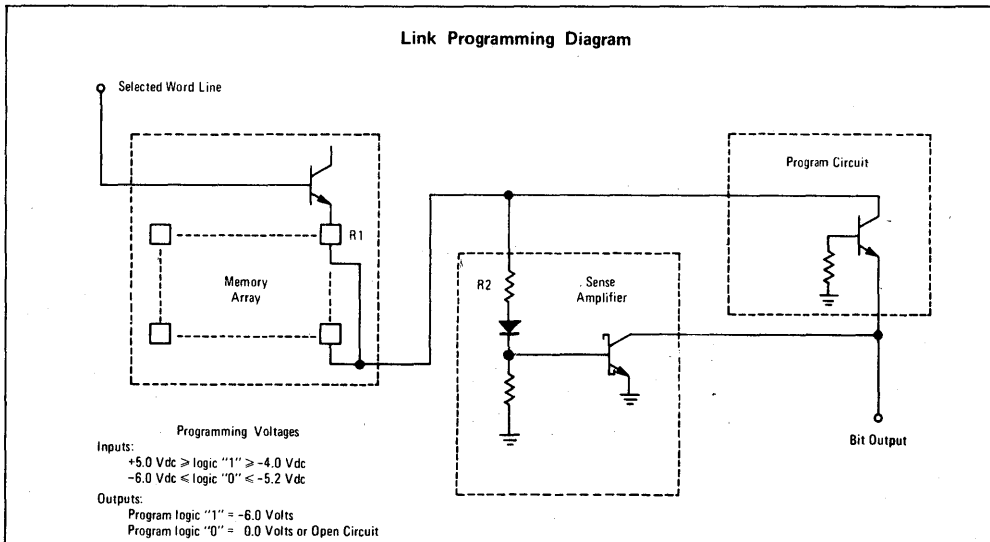 Link Programming Diagram
Selected Word Line
Program Circuit
R1
Memory
Array
R2
Sense
Amplifier
Bit Output
Programming Voltages
Inputs:
+5.0 Vdc ≥ logic "1" ≥ -4.0 Vdc
-6.0 Vdc ≤ logic "0" ≤ -5.2 Vdc
Outputs:
Program logic "1" = -6.0 Volts
Program logic "0" = 0.0 Volts or Open Circuit